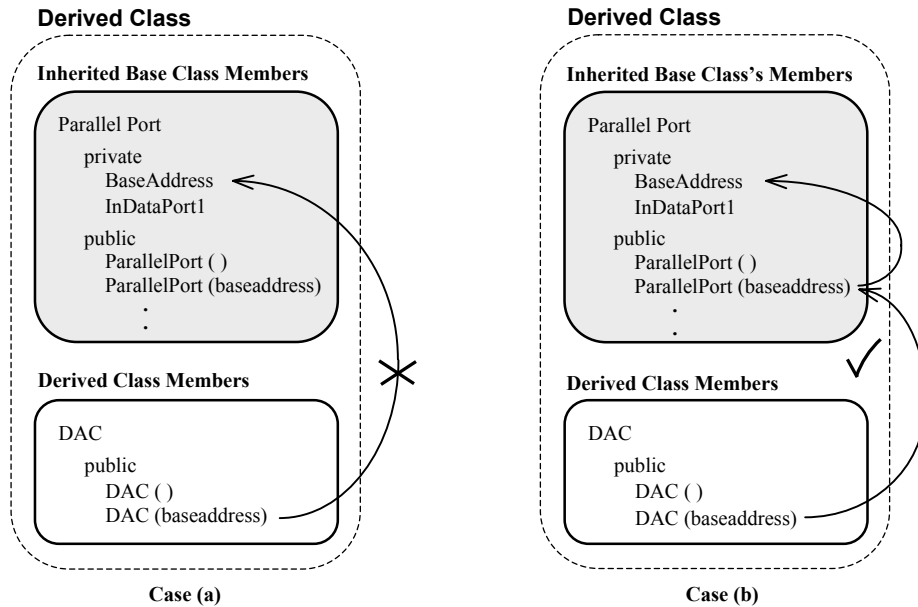 Derived Class
Inherited Base Class Members
Parallel Port
private
BaseAddress
InDataPort1
public
ParallelPort ( )
ParallelPort (baseaddress)
.
.
Derived Class Members
DAC
public
DAC ( )
DAC (baseaddress)
Case (a)
Derived Class
Inherited Base Class's Members
Parallel Port
private
BaseAddress
InDataPort1
public
ParallelPort ( )
ParallelPort (baseaddress)
.
.
Derived Class Members
DAC
public
DAC ( )
DAC (baseaddress)
Case (b)